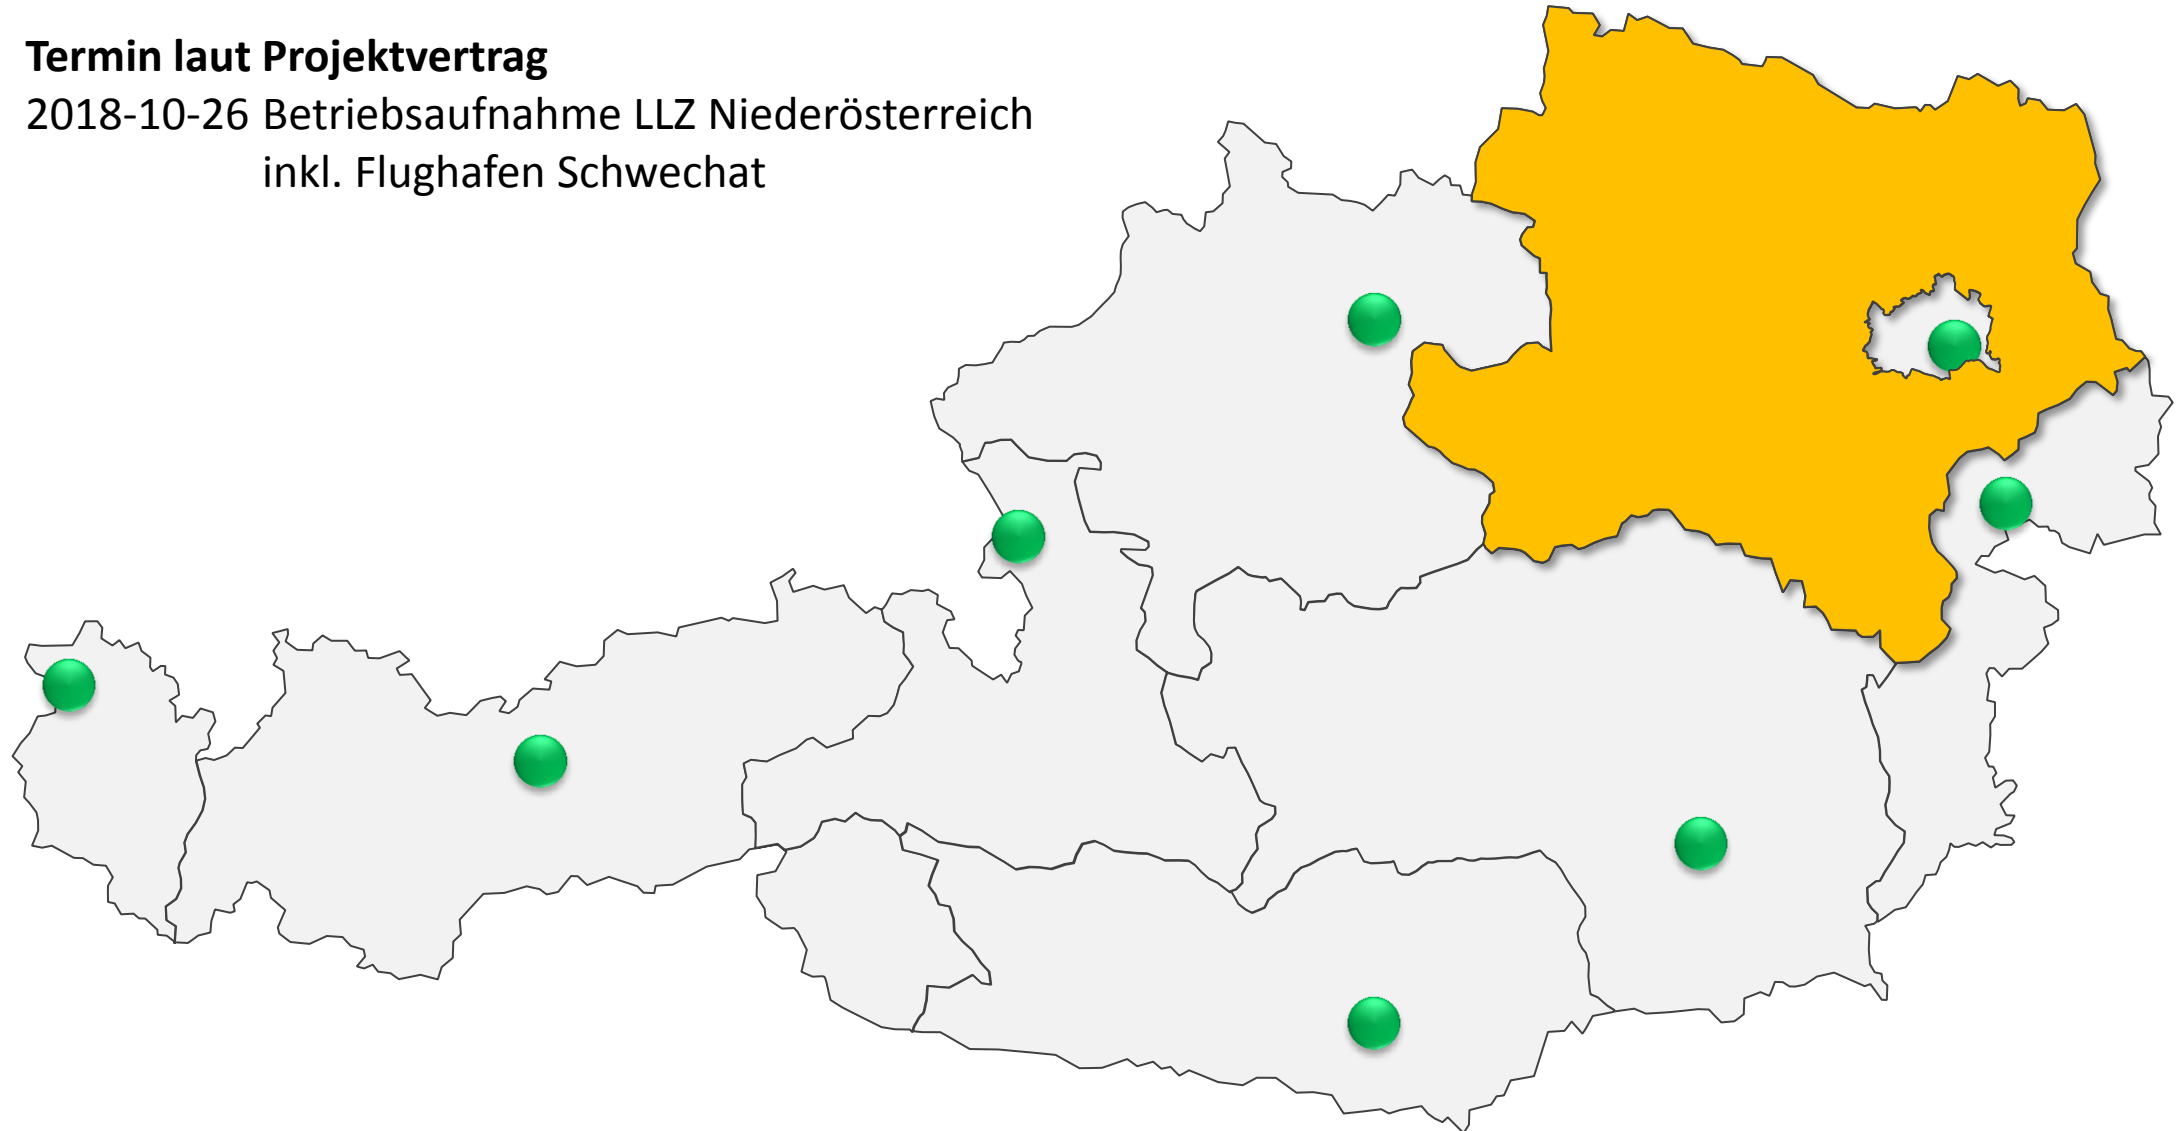 Termin laut Projektvertrag
2018-10-26 Betriebsaufnahme LLZ Niederösterreich
inkl. Flughafen Schwechat